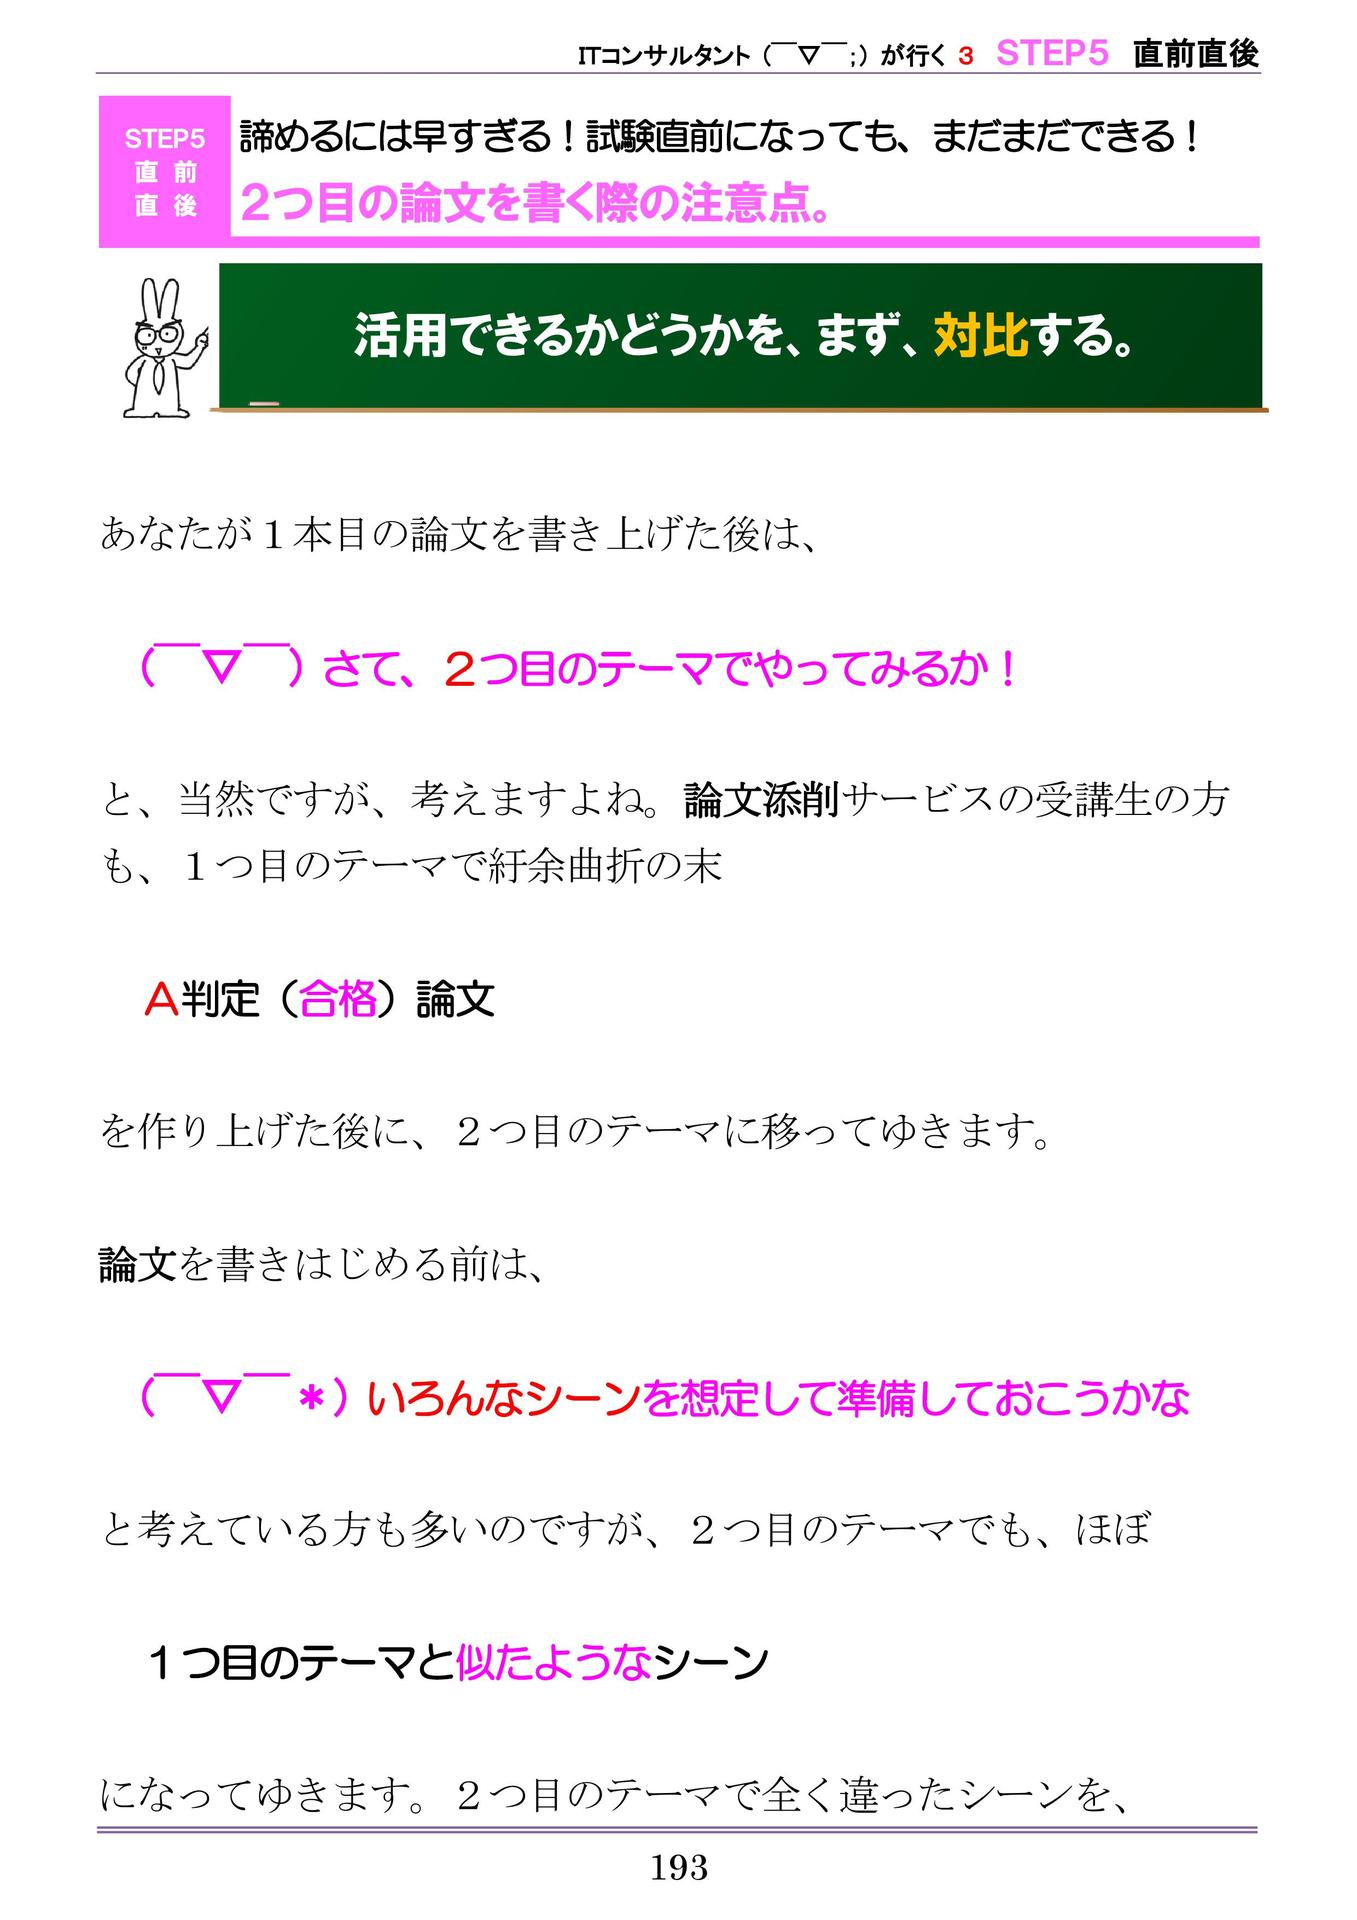 ITコンサルタント（￣▽￣；）が行く 3 STEP5 直前直後
STEP5
直 前
直 後
諦めるには早すぎる！試験直前になっても、まだまだできる！
２つ目の論文を書く際の注意点。
活用できるかどうかを、まず、対比する。
あなたが１本目の論文を書き上げた後は、
（￣▽￣）さて、２つ目のテーマでやってみるか！
と、当然ですが、考えますよね。論文添削サービスの受講生の方
も、１つ目のテーマで紆余曲折の末
Ａ判定（合格）論文
を作り上げた後に、２つ目のテーマに移ってゆきます。
論文を書きはじめる前は、
（￣▽￣＊）いろんなシーンを想定して準備しておこうかな
と考えている方も多いのですが、２つ目のテーマでも、ほぼ
１つ目のテーマと似たようなシーン
になってゆきます。２つ目のテーマで全く違ったシーンを、
193